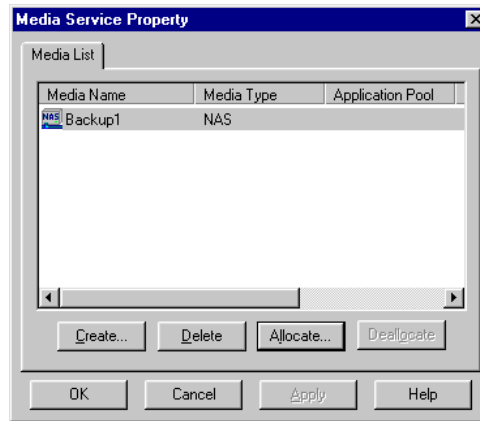 Media Service Property
Media List
Media Name Media Type Application Pool
NAS Backup1 NAS
Create... Delete Allocate... Deallocate
OK Cancel Apply Help